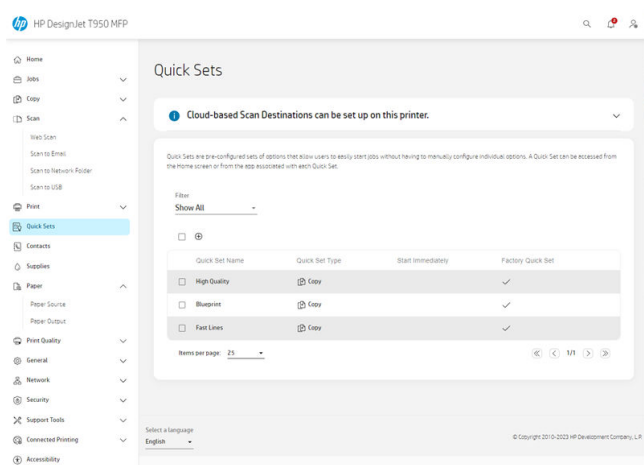 hp HP DesignJet T950 MFP
Home
Jobs
Copy
Scan
Web Scan
Scan to Email
Scan to Network Folder
Scan to USB
Print
Quick Sets
Contacts
Supplies
Paper
Paper Source
Paper Output
Print Quality
General
Network
Security
Support Tools
Connected Printing
Accessibility
Quick Sets
Cloud-based Scan Destinations can be set up on this printer.
Quick Sets are pre-configured sets of options that allow users to easily start jobs without having to manually configure individual options. A Quick Set can be accessed from
the Home screen or from the app associated with each Quick Set.
Filter
Show All
Quick Set Name Quick Set Type Start Immediately Factory Quick Set
High Quality Copy
Blueprint Copy
Fast Lines Copy
Items per page: 25 1/1
Select a language
English
© Copyright 2010-2023 HP Development Company, L.P.